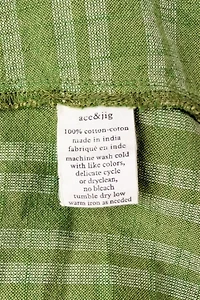 ace&jig
100% cotton-coton
made in india
fabriqué en inde
machine wash cold
with like colors,
delicate cycle
or dryclean,
no bleach
tumble dry low
warm iron as needed